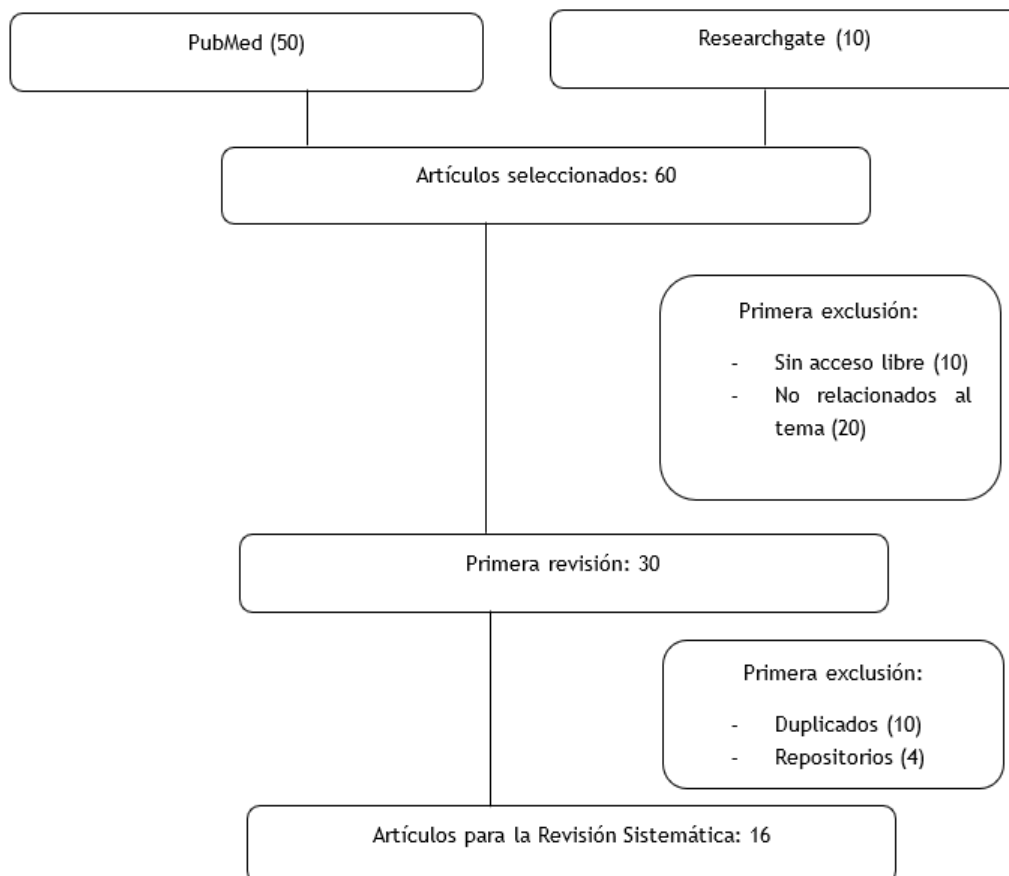 PubMed (50)
Researchgate (10)
Artículos seleccionados: 60
Primera exclusión:
- Sin acceso libre (10)
- No relacionados al
tema (20)
Primera revisión: 30
Primera exclusión:
- Duplicados (10)
- Repositorios (4)
Artículos para la Revisión Sistemática: 16